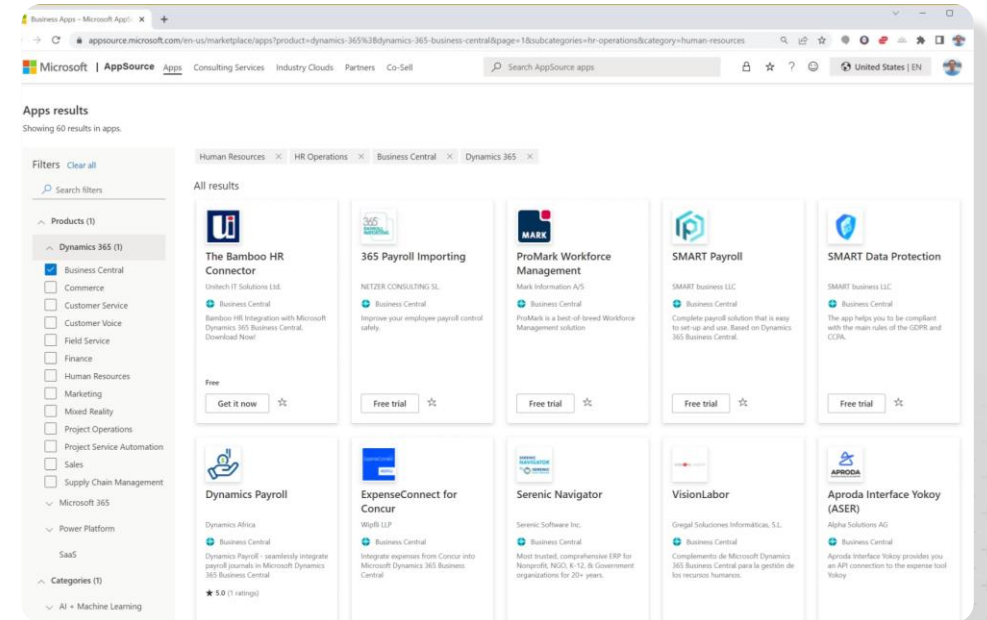 Business Apps – Microsoft AppS
appsource.microsoft.com/en-us/marketplace/apps?product=dynamics-365%3Bdynamics-365-business-central&page=1&subcategories=hr-operations&category=human-resources
Microsoft | AppSource Apps Consulting Services Industry Clouds Partners Co-Sell Search AppSource apps United States | EN
Apps results
Showing 60 results in apps.
Filters Clear all
Search filters
Products (1)
Dynamics 365 (1)
Business Central
Commerce
Customer Service
Customer Voice
Field Service
Finance
Human Resources
Marketing
Mixed Reality
Project Operations
Project Service Automation
Sales
Supply Chain Management
Microsoft 365
Power Platform
SaaS
Categories (1)
AI + Machine Learning
Human Resources HR Operations Business Central Dynamics 365
All results
Ui
The Bamboo HR
Connector
Unitech IT Solutions Ltd.
Business Central
Bamboo HR Integration with Microsoft
Dynamics 365 Business Central.
Download Now!
Free
Get it now
365
PAYROLL
IMPORTING
365 Payroll Importing
NETZER CONSULTING SL.
Business Central
Improve your employee payroll control
safely.
Free trial
MARK
ProMark Workforce
Management
Mark Information A/S
Business Central
ProMark is a best-of-breed Workforce
Management solution
Free trial
SMART Payroll
SMART business LLC
Business Central
Complete payroll solution that is easy
to set-up and use. Based on Dynamics
365 Business Central.
Free trial
SMART Data Protection
SMART business LLC
Business Central
The app helps you to be compliant
with the main rules of the GDPR and
CCPA.
Free trial
Dynamics Payroll
Dynamics Africa
Business Central
Dynamics Payroll - seamlessly integrate
payroll journals in Microsoft Dynamics
365 Business Central
5.0 (1 ratings)
ExpenseConnect for
Concur
Wipfli LLP
Business Central
Integrate expenses from Concur into
Microsoft Dynamics 365 Business
Central
SERENIC
NAVIGATOR
SERENIC
Serenic Navigator
Serenic Software Inc.
Business Central
Most trusted, comprehensive ERP for
Nonprofit, NGO, K-12, & Government
organizations for 20+ years.
VisionLabor
Gregal Soluciones Informáticas, S.L.
Business Central
Complemento de Microsoft Dynamics
365 Business Central para la gestión de
los recursos humanos.
APRODA
Aproda Interface Yokoy
(ASER)
Alpha Solutions AG
Business Central
Aproda Interface Yokoy provides you
an API connection to the expense tool
Yokoy